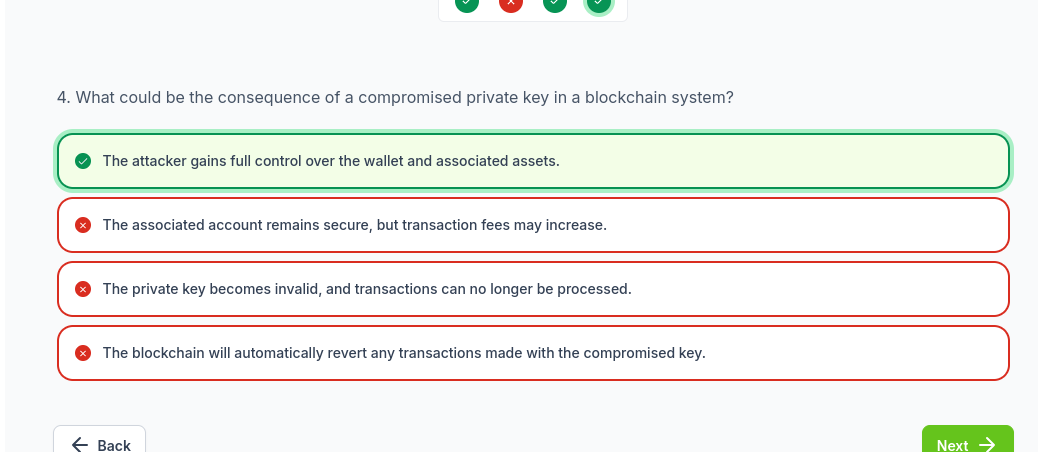 4. What could be the consequence of a compromised private key in a blockchain system?
The attacker gains full control over the wallet and associated assets.
The associated account remains secure, but transaction fees may increase.
The private key becomes invalid, and transactions can no longer be processed.
The blockchain will automatically revert any transactions made with the compromised key.
Back
Next